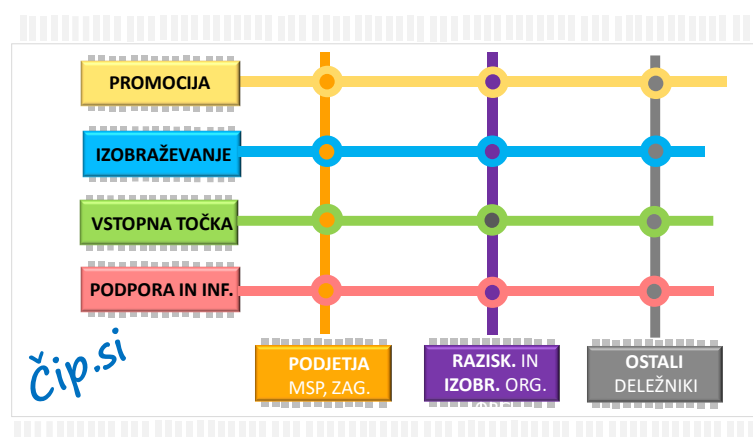 PROMOCIJA
IZOBRAŽEVANJE
VSTOPNA TOČKA
PODPORA IN INF.
Čip.si
PODJETJA
MSP, ZAG.
RAZISK. IN
IZOBR. ORG.
OSTALI
DELEŽNIKI